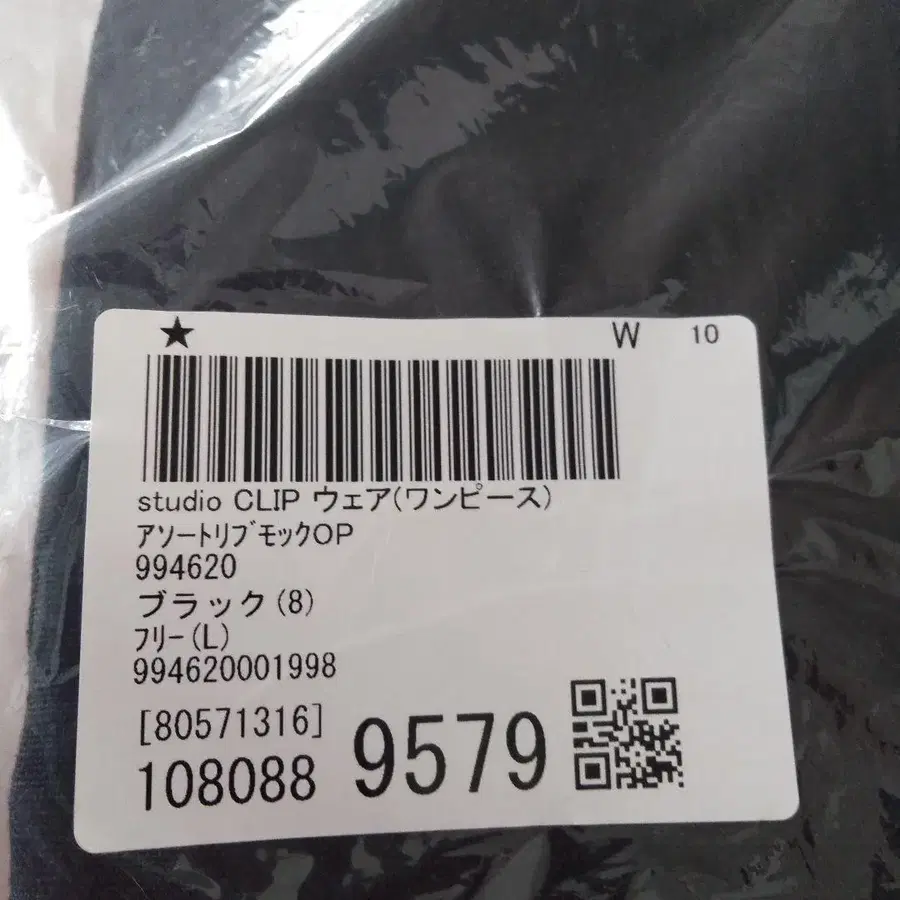 ★ W 10
studio CLIP ウェア(ワンピース)
ｱｿｰﾄﾘﾌﾞﾓｯｸOP
994620
ブラック(8)
ﾌﾘｰ(L)
994620001998
[80571316]
108088 9579